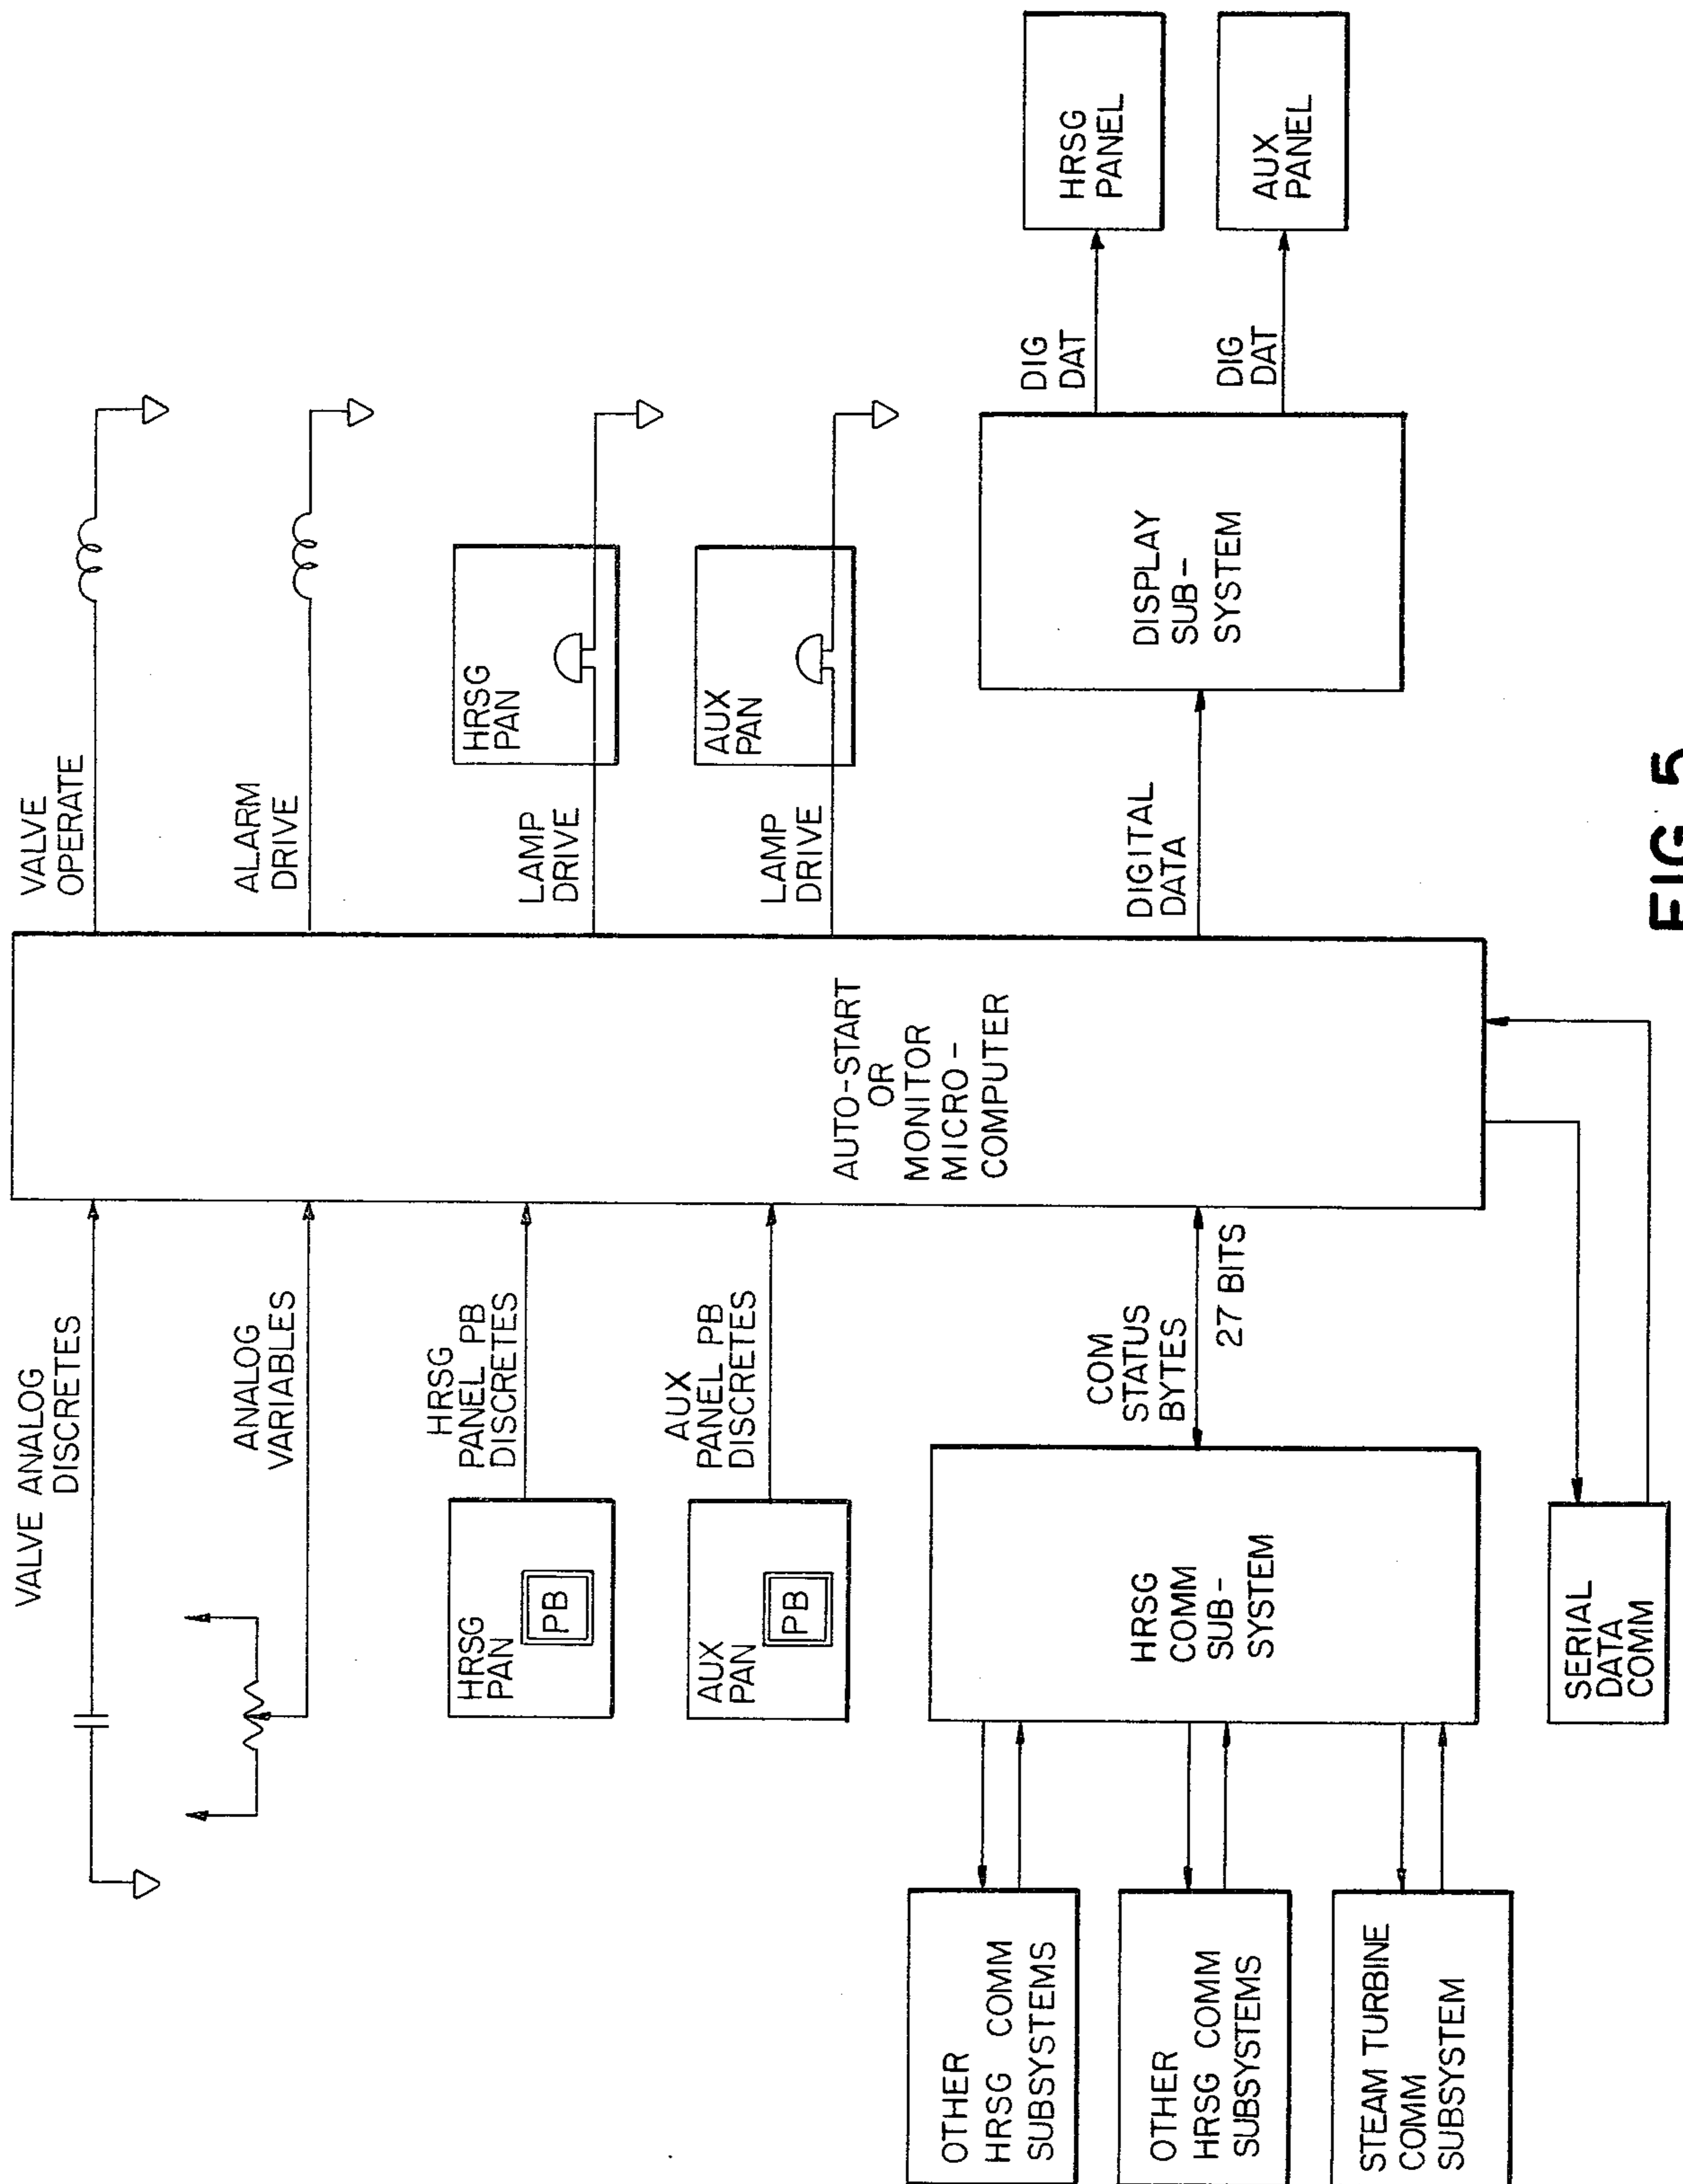 VALVE ANALOG
DISCRETES
ANALOG
VARIABLES
HRSG
PAN
PB
HRSG
PANEL PB
DISCRETES
AUX
PAN
PB
AUX
PANEL PB
DISCRETES
OTHER
HRSG COMM
SUBSYSTEMS
OTHER
HRSG COMM
SUBSYSTEMS
STEAM TURBINE
COMM
SUBSYSTEM
HRSG
COMM
SUB-
SYSTEM
COM
STATUS
BYTES
27 BITS
SERIAL
DATA
COMM
AUTO-START
OR
MONITOR
MICRO-
COMPUTER
VALVE
OPERATE
ALARM
DRIVE
LAMP
DRIVE
HRSG
PAN
LAMP
DRIVE
AUX
PAN
DIGITAL
DATA
DISPLAY
SUB-
SYSTEM
DIG
DAT
HRSG
PANEL
DIG
DAT
AUX
PANEL
FIG. 5